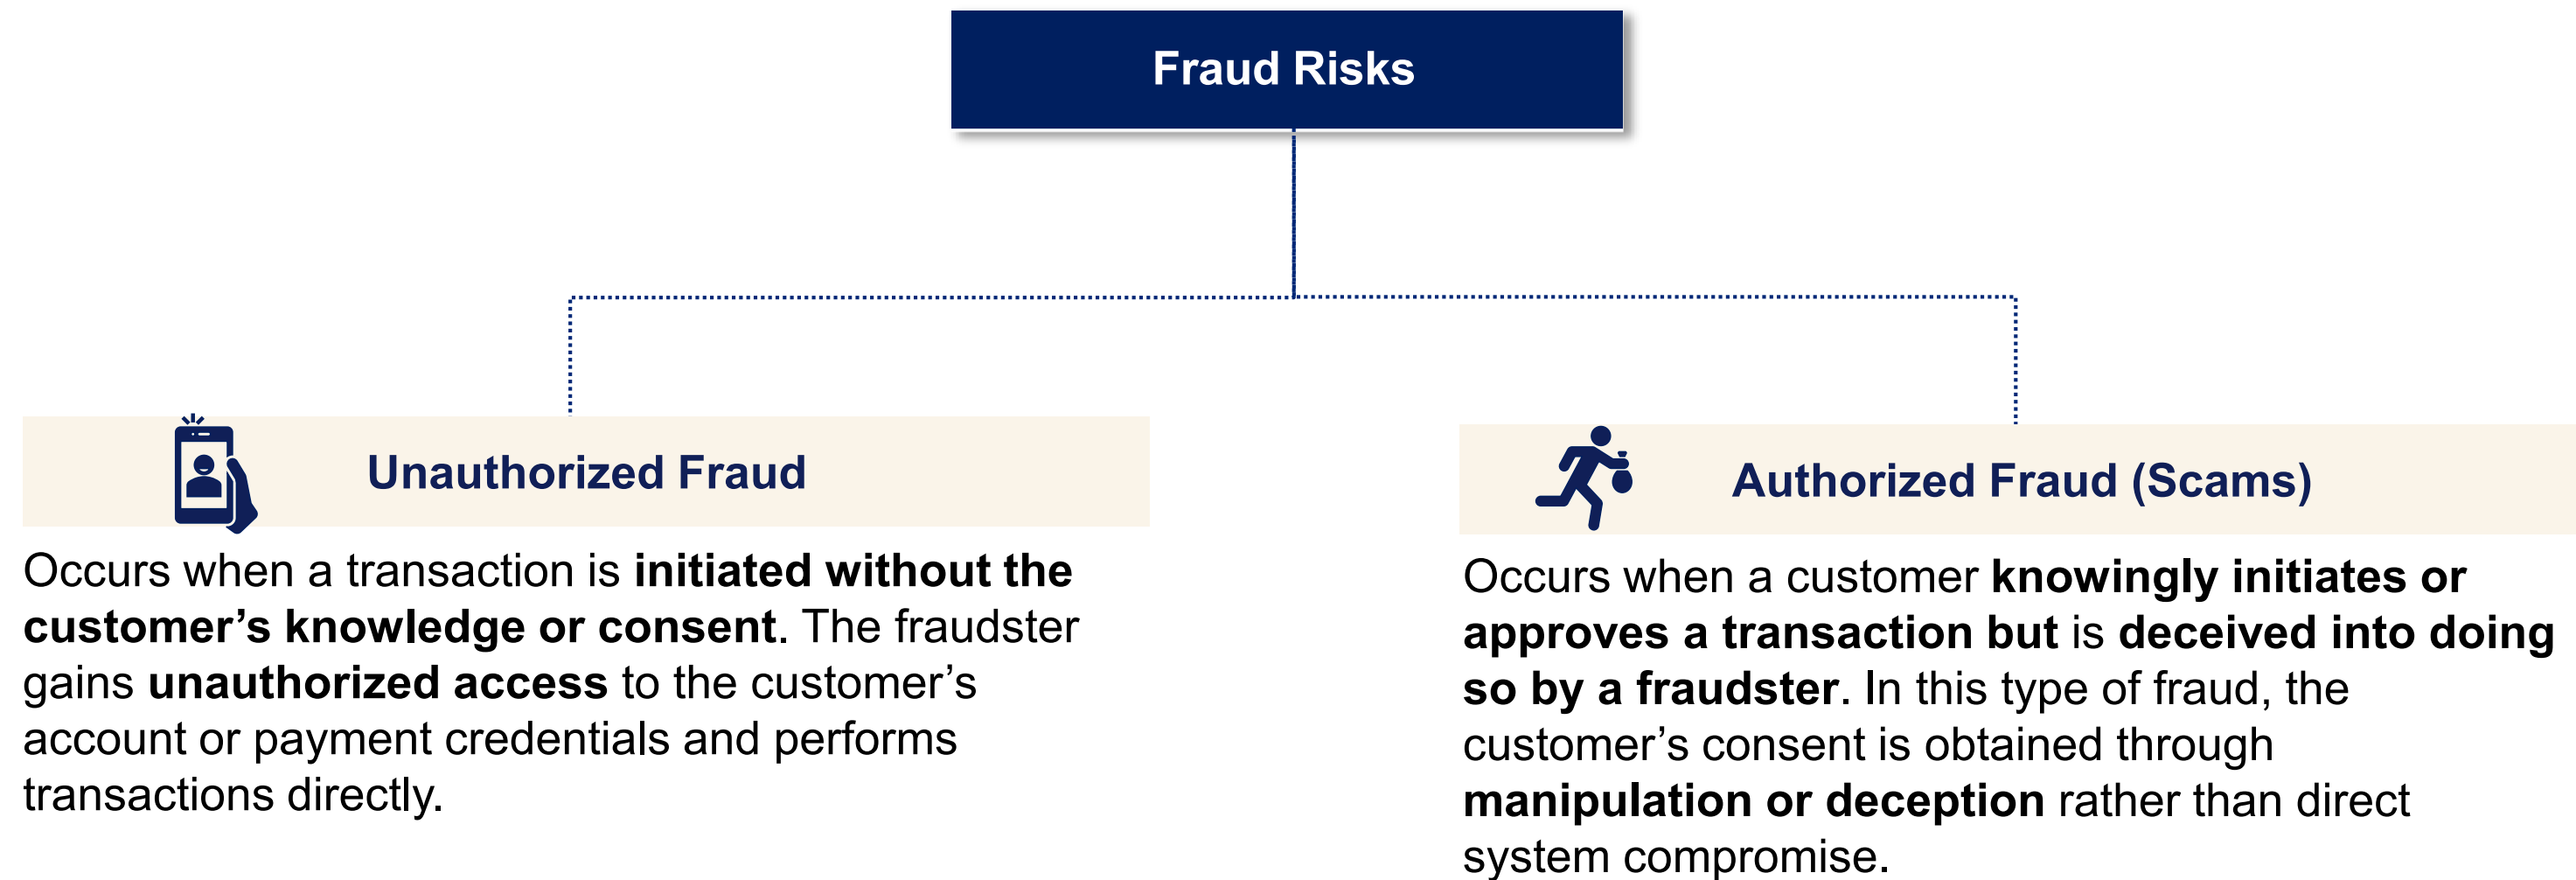 Fraud Risks
Unauthorized Fraud
Occurs when a transaction is initiated without the
customer’s knowledge or consent. The fraudster
gains unauthorized access to the customer’s
account or payment credentials and performs
transactions directly.
Authorized Fraud (Scams)
Occurs when a customer knowingly initiates or
approves a transaction but is deceived into doing
so by a fraudster. In this type of fraud, the
customer’s consent is obtained through
manipulation or deception rather than direct
system compromise.